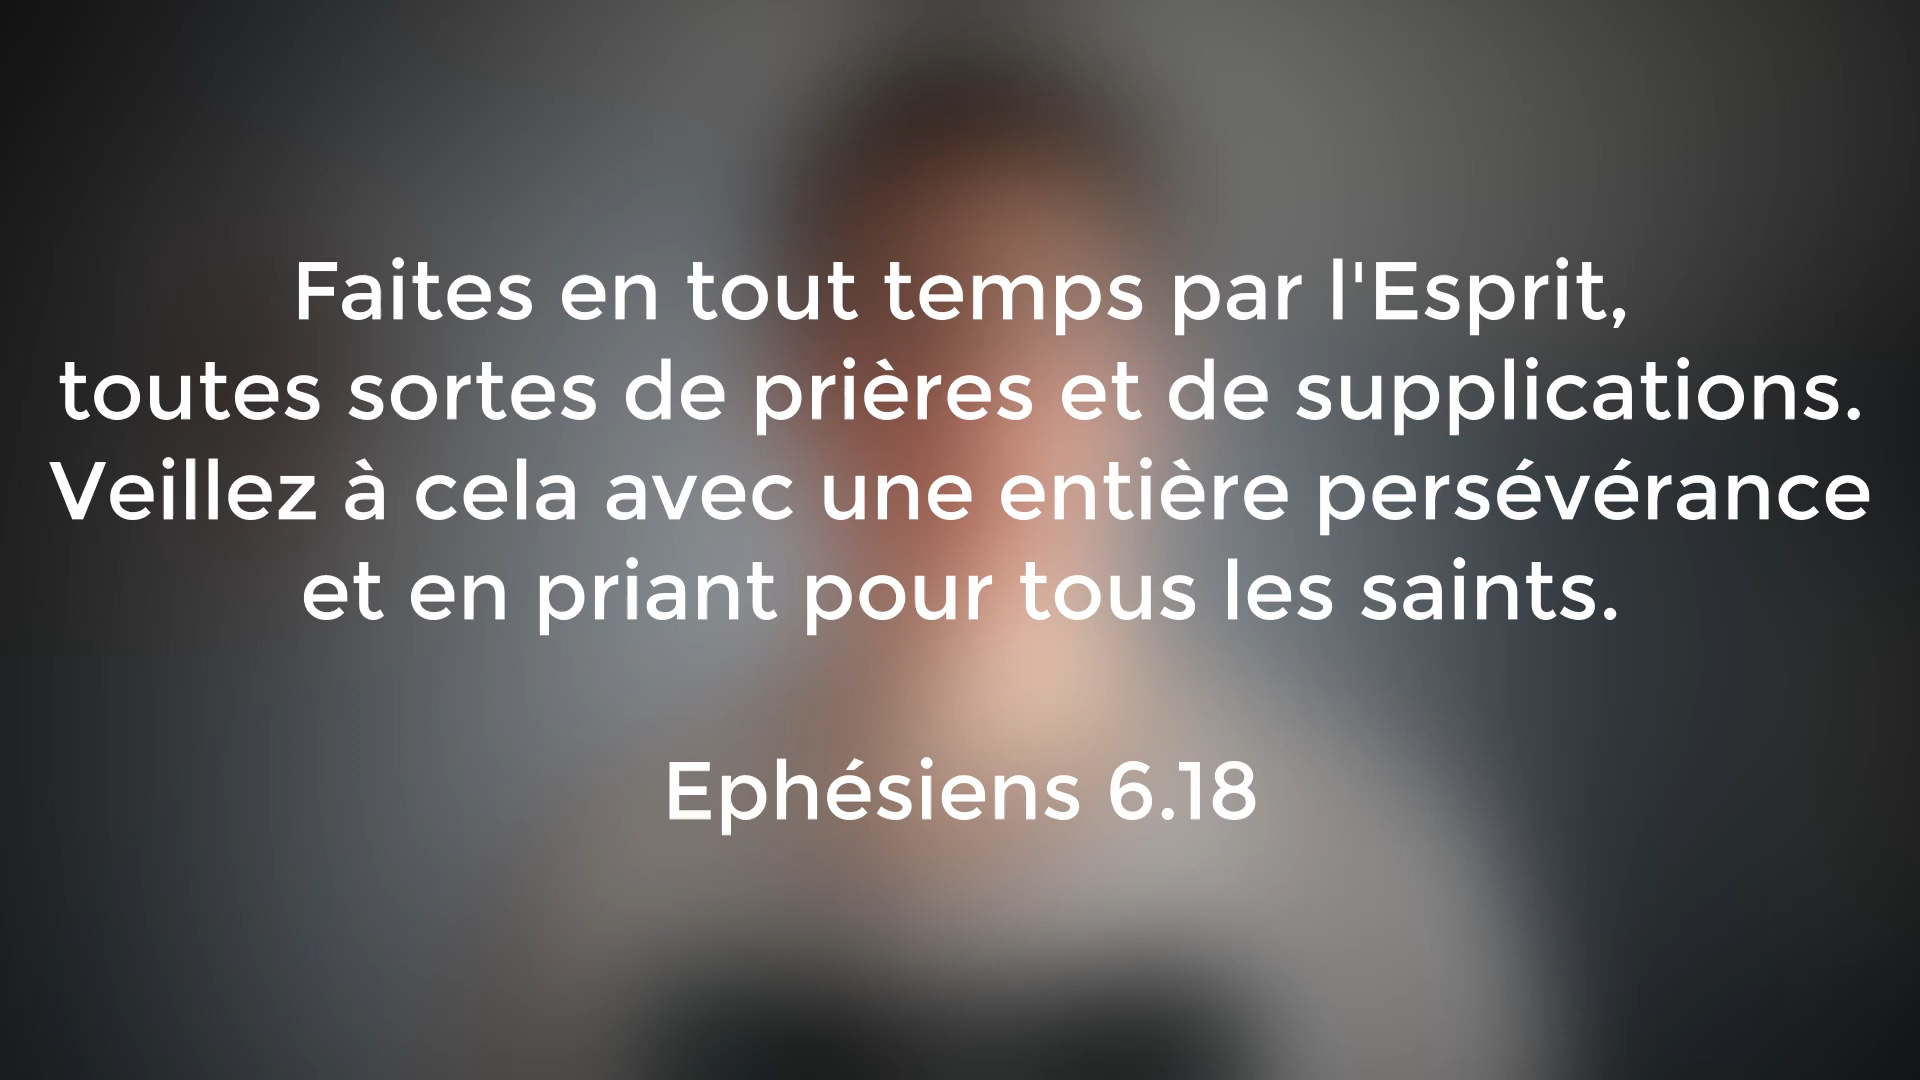 Faites en tout temps par l'Esprit,
toutes sortes de prières et de supplications.
Veillez à cela avec une entière persévérance
et en priant pour tous les saints.
Ephésiens 6.18